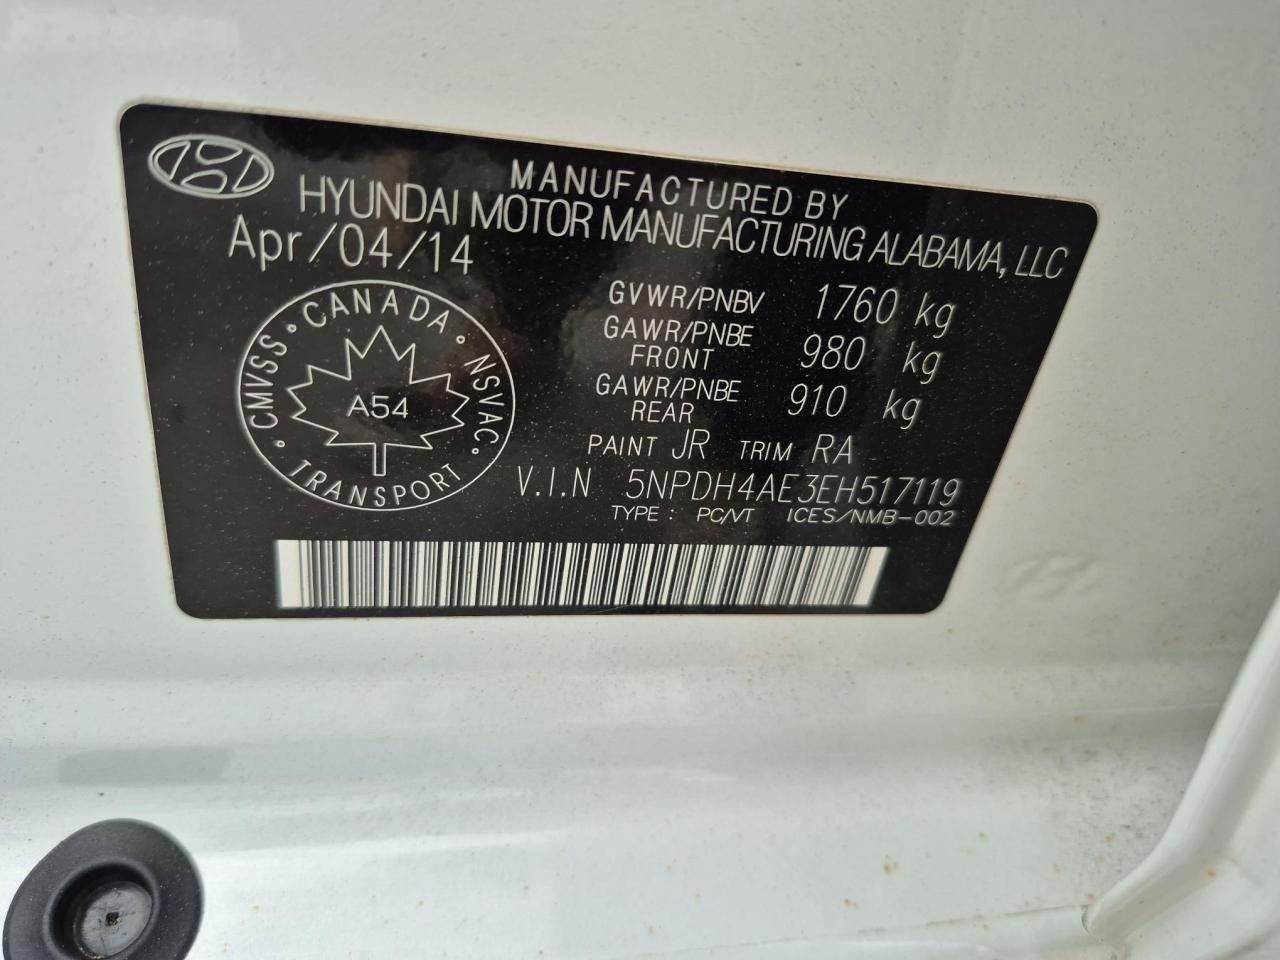 MANUFACTURED BY
HYUNDAI MOTOR MANUFACTURING ALABAMA, LLC
Apr/04/14
GVWR/PNBV 1760 kg
GAWR/PNBE FRONT 980 kg
GAWR/PNBE REAR 910 kg
PAINT JR TRIM RA
V.I.N 5NPDH4AE3EH517119
TYPE : PC/VT ICES/NMB-002
CANADA
CMVSS NSVAC
A54
TRANSPORT